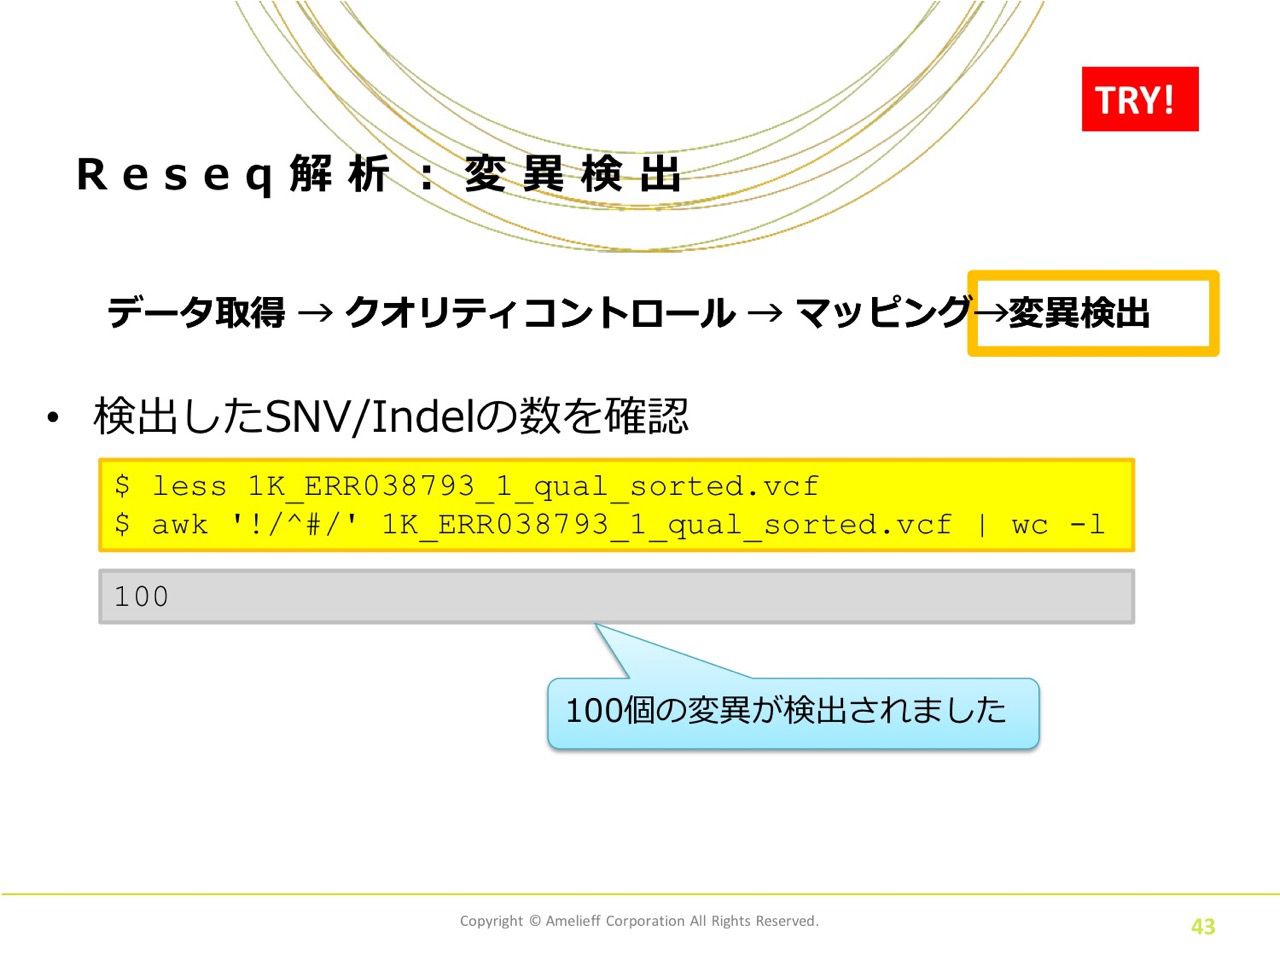 TRY!
Reseq解析：変異検出
データ取得 → クオリティコントロール → マッピング→変異検出
• 検出したSNV/Indelの数を確認
$ less 1K_ERR038793_1_qual_sorted.vcf
$ awk '!/^#/' 1K_ERR038793_1_qual_sorted.vcf | wc -l
100
100個の変異が検出されました
Copyright © Amelieff Corporation All Rights Reserved.
43